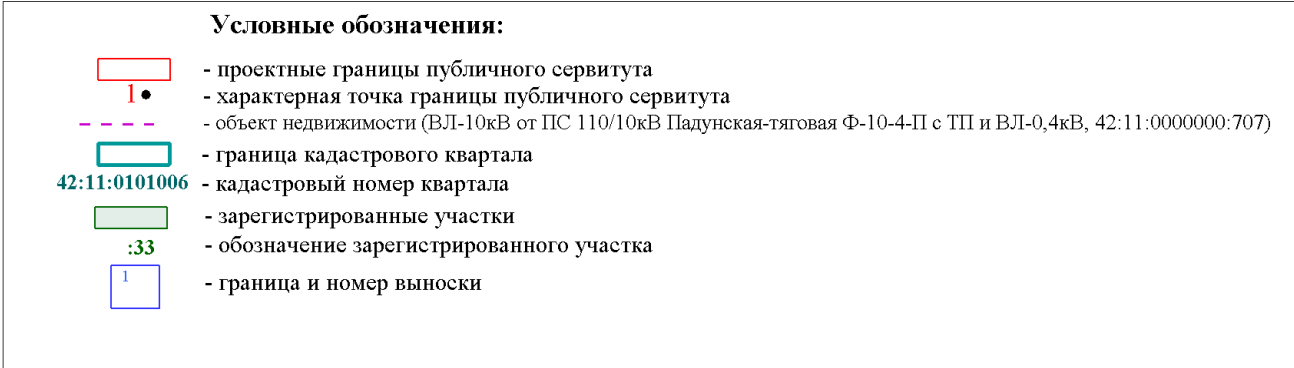 Условные обозначения:
- проектные границы публичного сервитута
1 - характерная точка границы публичного сервитута
- объект недвижимости (ВЛ-10кВ от ПС 110/10кВ Падунская-тяговая Ф-10-4-П с ТП и ВЛ-0,4кВ, 42:11:0000000:707)
- граница кадастрового квартала
42:11:0101006 - кадастровый номер квартала
- зарегистрированные участки
:33 - обозначение зарегистрированного участка
1 - граница и номер выноски